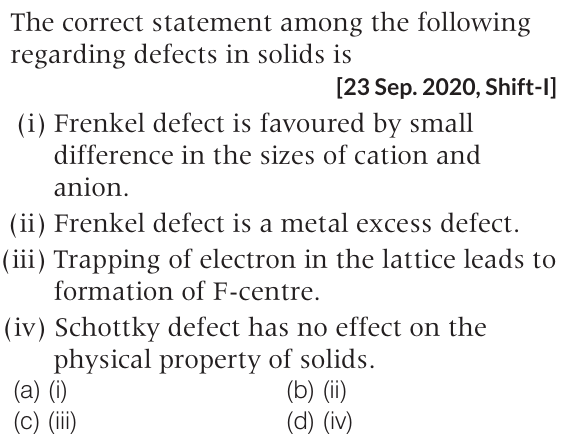 The correct statement among the following
regarding defects in solids is
[23 Sep. 2020, Shift-I]
(i) Frenkel defect is favoured by small
difference in the sizes of cation and
anion.
(ii) Frenkel defect is a metal excess defect.
(iii) Trapping of electron in the lattice leads to
formation of F-centre.
(iv) Schottky defect has no effect on the
physical property of solids.
(a) (i) (b) (ii)
(c) (iii) (d) (iv)